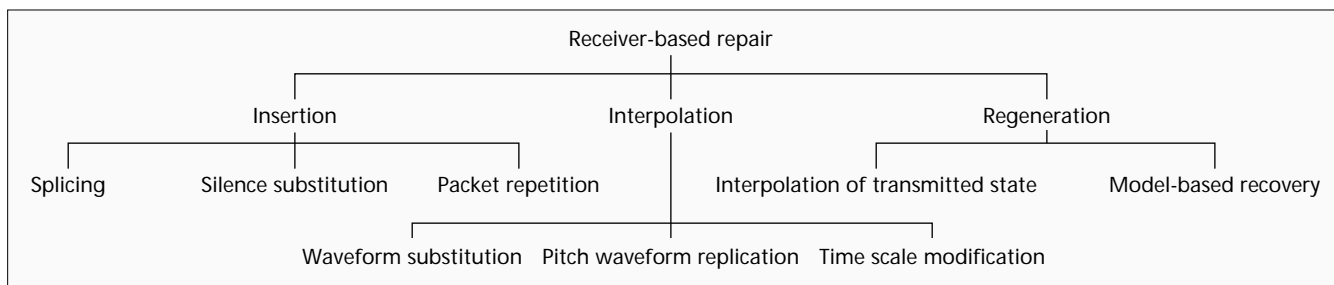 Receiver-based repair
Insertion Interpolation Regeneration
Splicing Silence substitution Packet repetition Interpolation of transmitted state Model-based recovery
Waveform substitution Pitch waveform replication Time scale modification